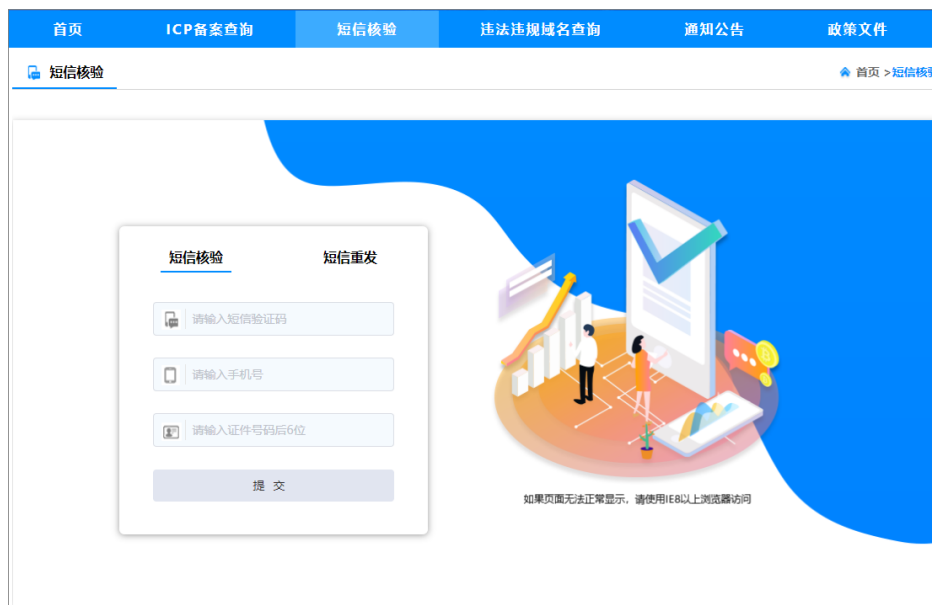 首页 ICP备案查询 短信核验 违法违规域名查询 通知公告 政策文件
短信核验 首页 >短信核
短信核验 短信重发
请输入短信验证码
请输入手机号
请输入证件号码后6位
提 交
如果页面无法正常显示，请使用IE8以上浏览器访问